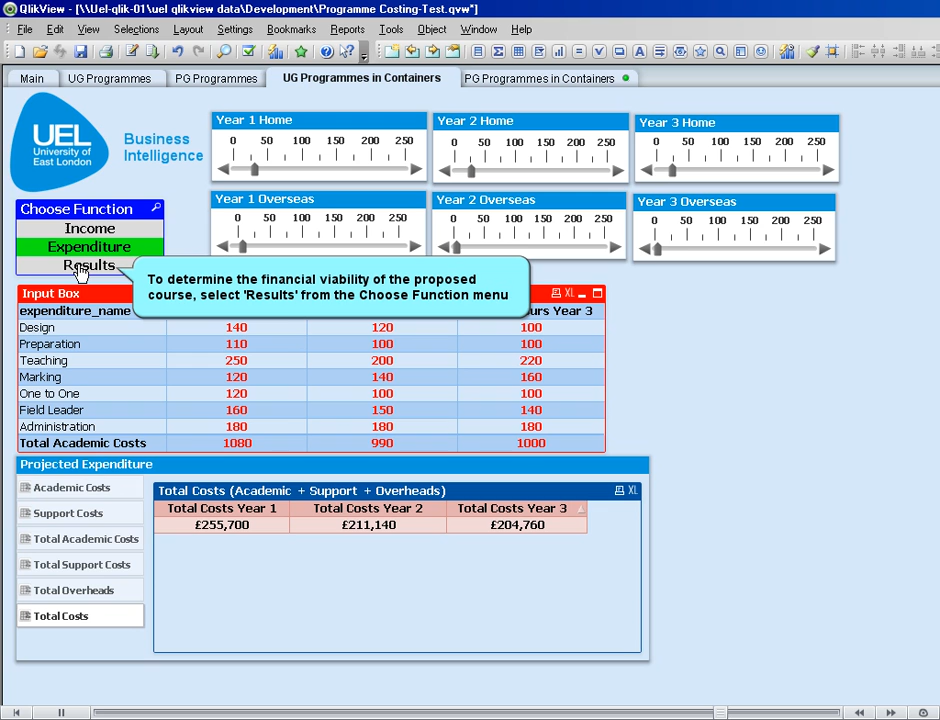 QlikView - [\\Uel-qlik-01\uel qlikview data\Development\Programme Costing-Test.qvw*]
File Edit View Selections Layout Settings Bookmarks Reports Tools Object Window Help
Main UG Programmes PG Programmes UG Programmes in Containers PG Programmes in Containers
UEL
University of
East London
Business
Intelligence
Year 1 Home
0 50 100 150 200 250
Year 2 Home
0 50 100 150 200 250
Year 3 Home
0 50 100 150 200 250
Year 1 Overseas
0 50 100 150 200 250
Year 2 Overseas
0 50 100 150 200 250
Year 3 Overseas
0 50 100 150 200 250
Choose Function
Income
Expenditure
Results
To determine the financial viability of the proposed
course, select 'Results' from the Choose Function menu
Input Box XL
expenditure_name Year 3
Design 140 120 100
Preparation 110 100 100
Teaching 250 200 220
Marking 120 140 160
One to One 120 100 100
Field Leader 160 150 140
Administration 180 180 180
Total Academic Costs 1080 990 1000
Projected Expenditure
Academic Costs
Support Costs
Total Academic Costs
Total Support Costs
Total Overheads
Total Costs
Total Costs (Academic + Support + Overheads) XL
Total Costs Year 1 Total Costs Year 2 Total Costs Year 3
£255,700 £211,140 £204,760